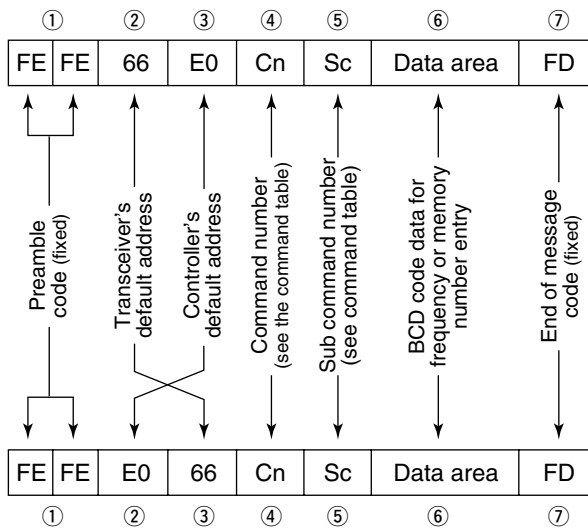 ① ② ③ ④ ⑤ ⑥ ⑦
FE FE 66 E0 Cn Sc Data area FD
Preamble
code (fixed)
Transceiver's
default address
Controller's
default address
Command number
(see the command table)
Sub command number
(see command table)
BCD code data for
frequency or memory
number entry
End of message
code (fixed)
FE FE E0 66 Cn Sc Data area FD
① ② ③ ④ ⑤ ⑥ ⑦